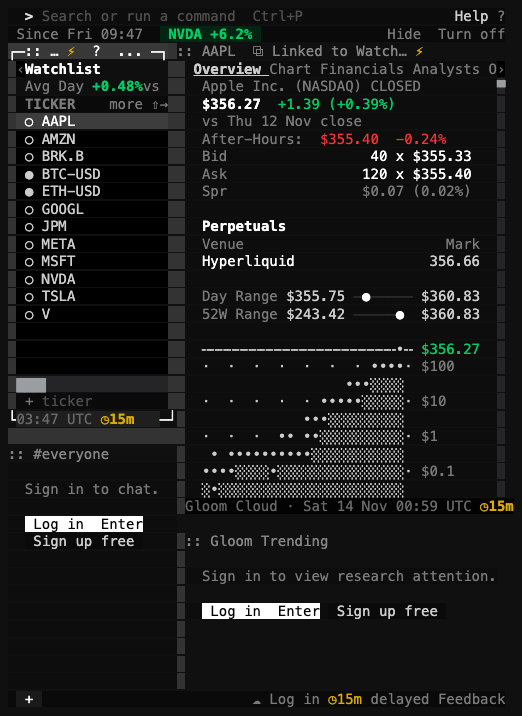 > Search or run a command Ctrl+P Help ?
Since Fri 09:47 NVDA +6.2% Hide Turn off
:: … ⚡ ? ...
‹Watchlist
Avg Day +0.48%vs
TICKER more ⇧→
○ AAPL
○ AMZN
○ BRK.B
● BTC-USD
● ETH-USD
○ GOOGL
○ JPM
○ META
○ MSFT
○ NVDA
○ TSLA
○ V
+ ticker
03:47 UTC ◷15m
:: #everyone
Sign in to chat.
Log in Enter
Sign up free
:: AAPL Linked to Watch… ⚡
Overview Chart Financials Analysts O›
Apple Inc. (NASDAQ) CLOSED
$356.27 +1.39 (+0.39%)
vs Thu 12 Nov close
After-Hours: $355.40 -0.24%
Bid 40 x $355.33
Ask 120 x $355.40
Spr $0.07 (0.02%)
Perpetuals
Venue Mark
Hyperliquid 356.66
Day Range $355.75 $360.83
52W Range $243.42 $360.83
$356.27
$100
$10
$1
$0.1
Gloom Cloud · Sat 14 Nov 00:59 UTC ◷15m
:: Gloom Trending
Sign in to view research attention.
Log in Enter Sign up free
+ ☁ Log in ◷15m delayed Feedback